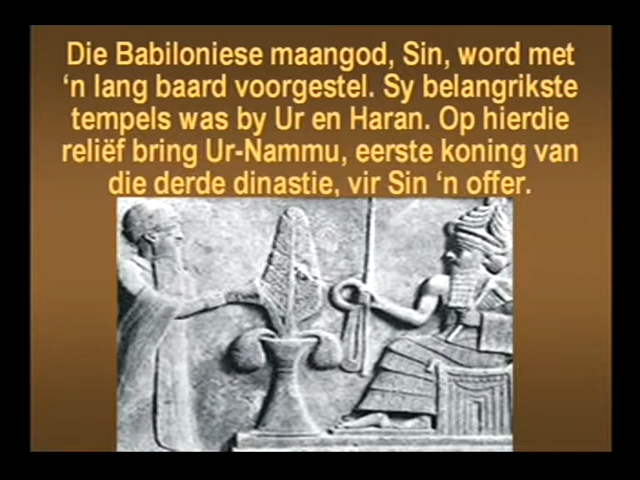 Die Babiloniese maangod, Sin, word met
‘n lang baard voorgestel. Sy belangrikste
tempels was by Ur en Haran. Op hierdie
reliëf bring Ur-Nammu, eerste koning van
die derde dinastie, vir Sin ‘n offer.